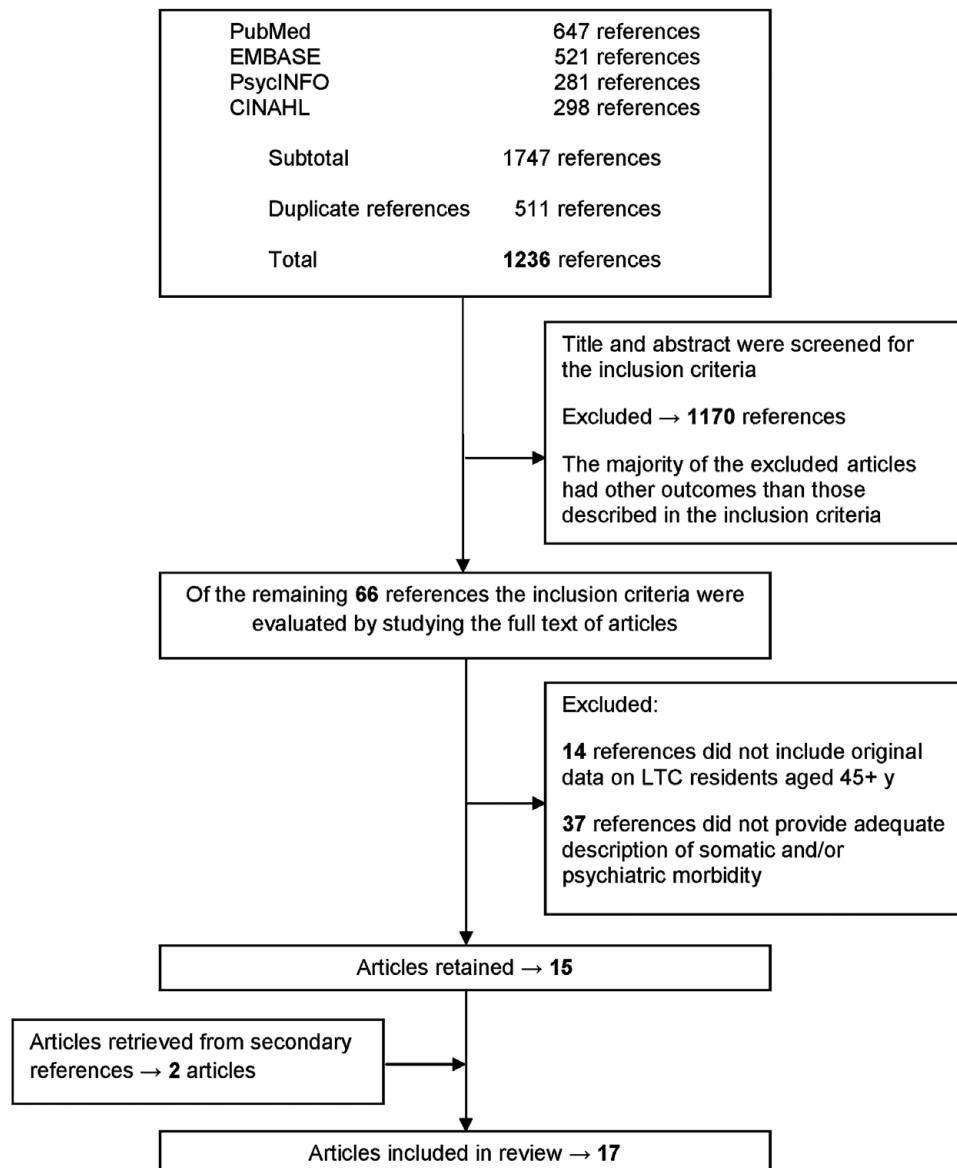 PubMed 647 references
EMBASE 521 references
PsycINFO 281 references
CINAHL 298 references
Subtotal 1747 references
Duplicate references 511 references
Total 1236 references
Title and abstract were screened for
the inclusion criteria
Excluded → 1170 references
The majority of the excluded articles
had other outcomes than those
described in the inclusion criteria
Of the remaining 66 references the inclusion criteria were
evaluated by studying the full text of articles
Excluded:
14 references did not include original
data on LTC residents aged 45+ y
37 references did not provide adequate
description of somatic and/or
psychiatric morbidity
Articles retained → 15
Articles retrieved from secondary
references → 2 articles
Articles included in review → 17